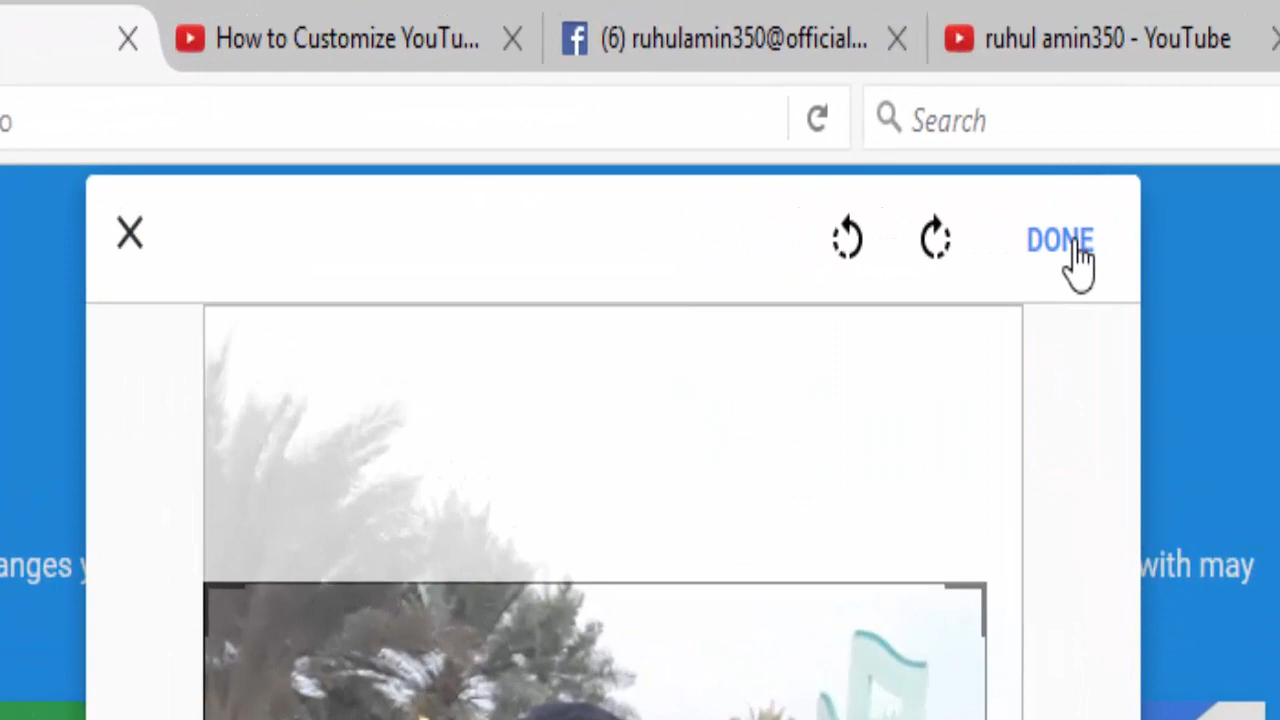 How to Customize YouTu...
(6) ruhulamin350@official...
ruhul amin350 - YouTube
o
Search
DONE
anges y
with may